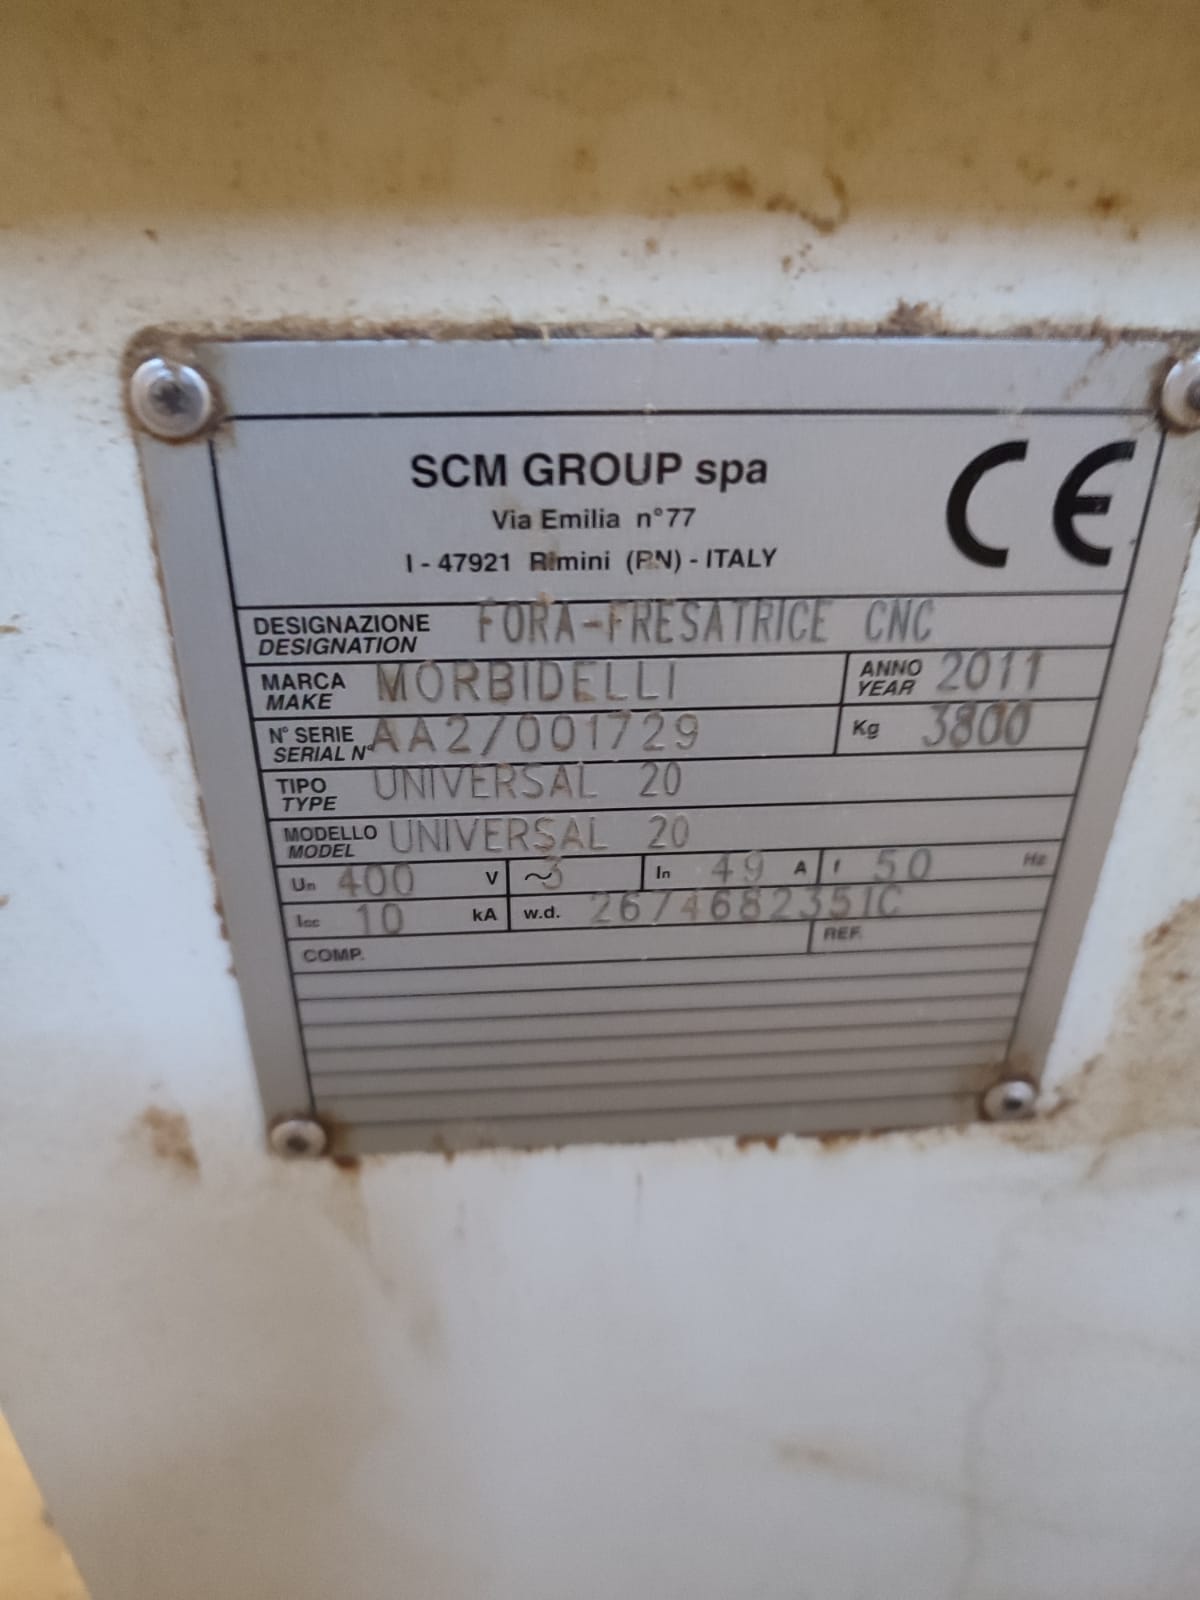 SCM GROUP spa
Via Emilia n°77
I - 47921 Rimini (RN) - ITALY
CE
DESIGNAZIONE
DESIGNATION
FORA-FRESATRICE CNC
MARCA
MAKE
MORBIDELLI
ANNO
YEAR
2011
N° SERIE
SERIAL N°
AA2/001729
Kg 3800
TIPO
TYPE
UNIVERSAL 20
MODELLO
MODEL
UNIVERSAL 20
Un 400 V ~3 In 49 A f 50 Hz
Icc 10 kA w.d.
COMP. REF.